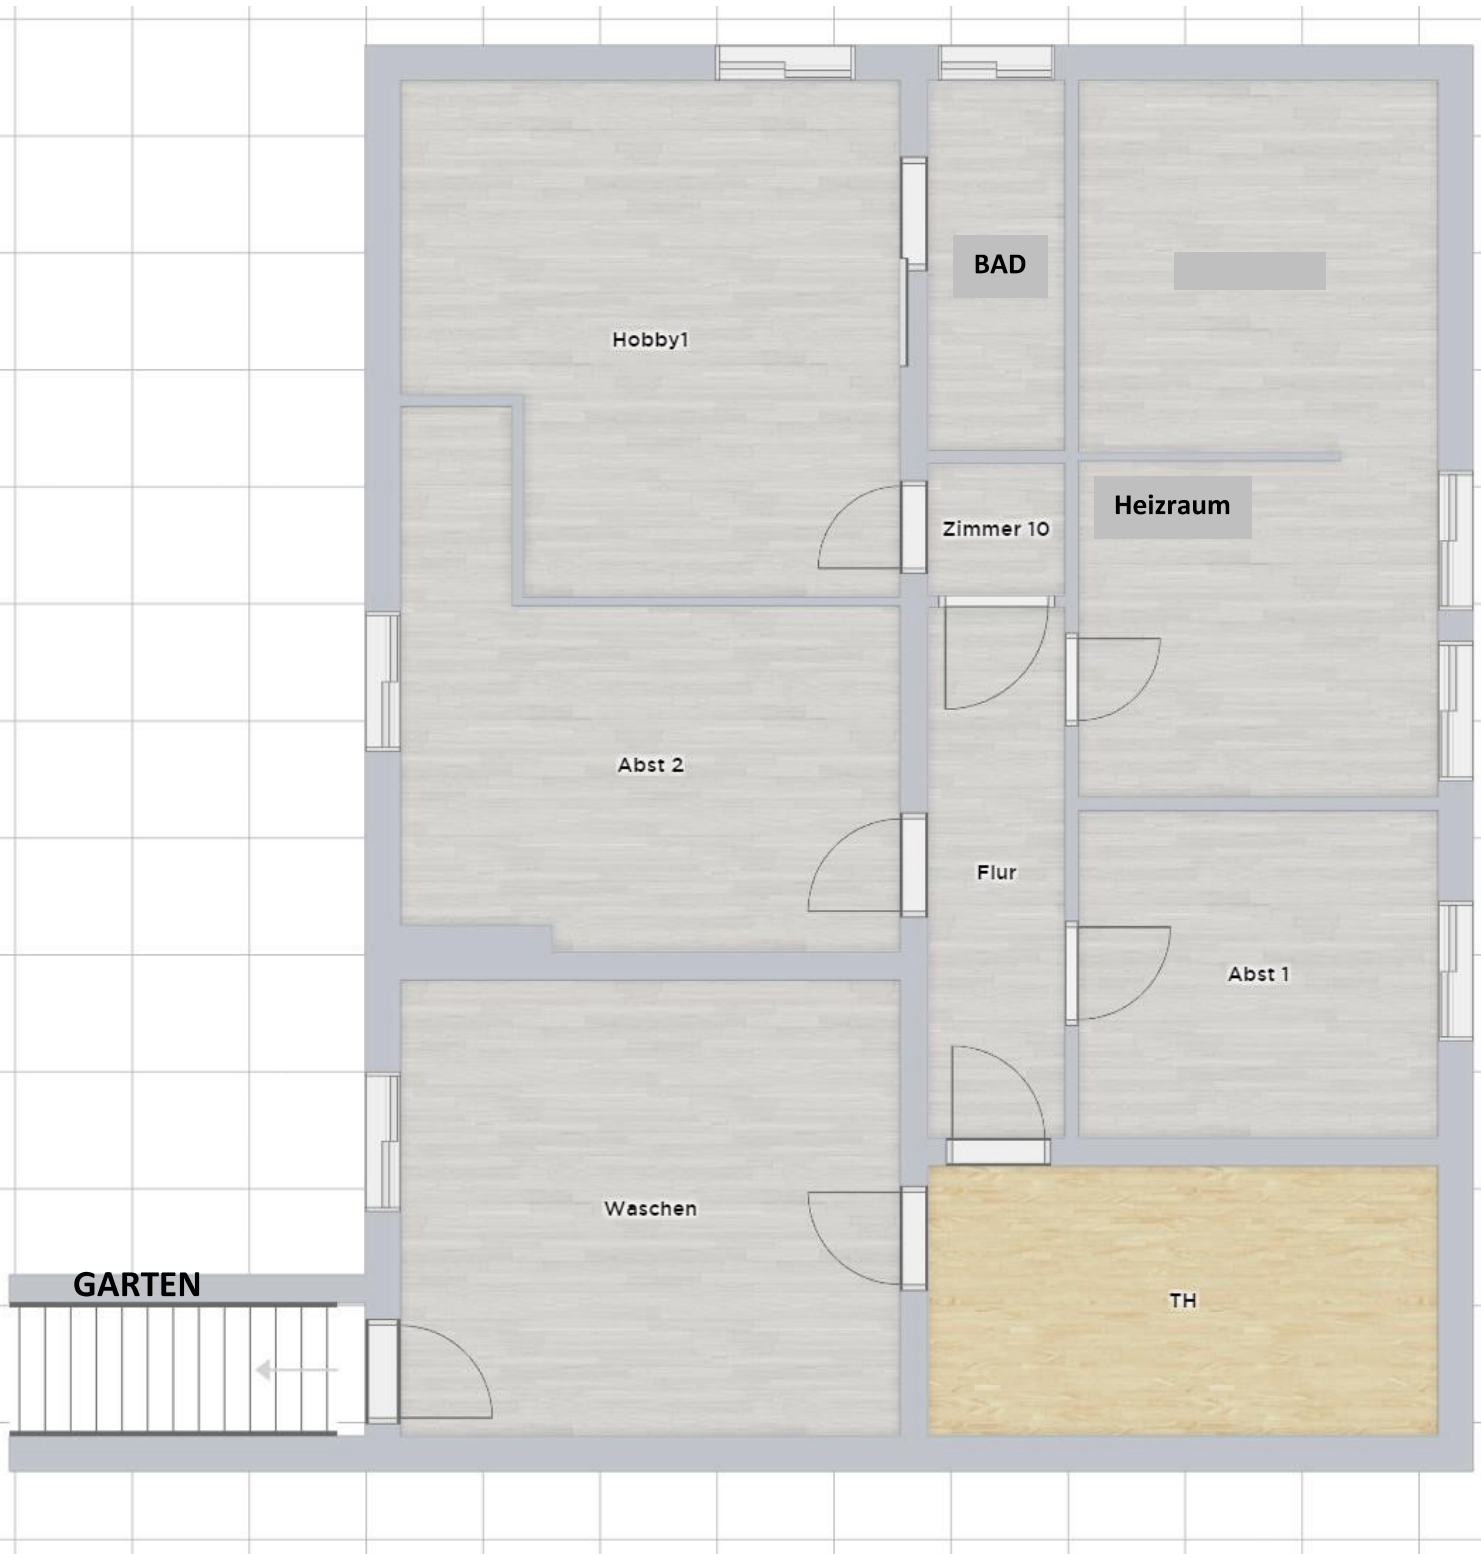 BAD
Hobby1
Heizraum
Zimmer 10
Abst 2
Flur
Abst 1
Waschen
GARTEN
TH